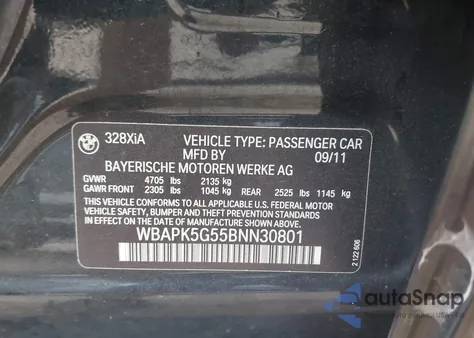 BMW
328XiA VEHICLE TYPE: PASSENGER CAR
MFD BY 09/11
BAYERISCHE MOTOREN WERKE AG
GVWR 4705 lbs 2135 kg
GAWR FRONT 2305 lbs 1045 kg REAR 2525 lbs 1145 kg
THIS VEHICLE CONFORMS TO ALL APPLICABLE FEDERAL MOTOR
VEHICLE SAFETY, BUMPER, AND THEFT PREVENTION STANDARDS
IN EFFECT ON THE DATE OF MANUFACTURE SHOWN ABOVE.
WBAPK5G55BNN30801
2 122 606
autoSnap